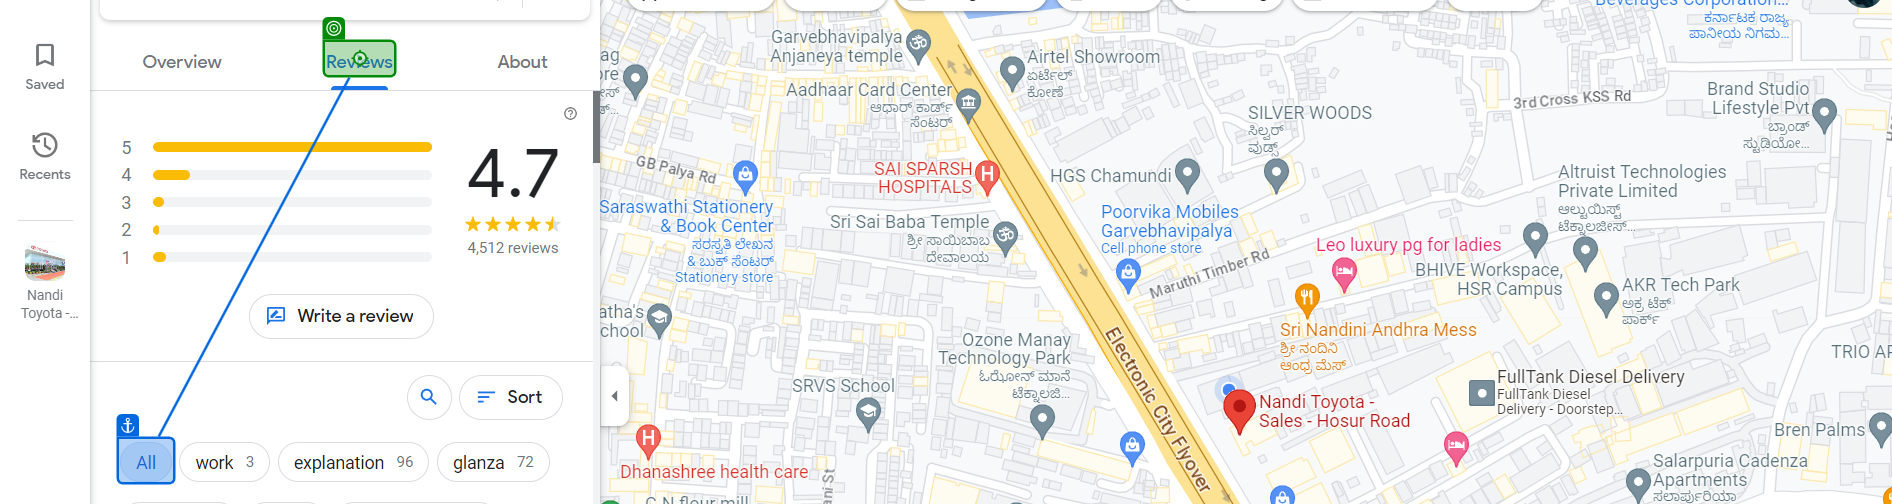 Saved
Recents
Nandi
Toyota -...
Overview
Reviews
About
5
4
3
2
1
4.7
4,512 reviews
Write a review
Sort
All
work 3
explanation 96
glanza 72
Garvebhavipalya
Anjaneya temple
Airtel Showroom
ಏರ್ಟೆಲ್
ಕೋಣೆ
Aadhaar Card Center
ಆಧಾರ್ ಕಾರ್ಡ್
ಸೆಂಟರ್
GB Palya Rd
SAI SPARSH
HOSPITALS
HGS Chamundi
SILVER WOODS
ಸಿಲ್ವರ್
ವುಡ್ಸ್
3rd Cross KSS Rd
Beverages Corporation...
ಕರ್ನಾಟಕ ರಾಜ್ಯ
ಪಾನೀಯ ನಿಗಮ...
Brand Studio
Lifestyle Pvt
ಬ್ರಾಂಡ್
ಸ್ಟುಡಿಯೋ...
Altruist Technologies
Private Limited
ಆಲ್ಟ್ರುಯಿಸ್ಟ್
ಟೆಕ್ನಾಲಜೀಸ್...
Saraswathi Stationery
& Book Center
ಸರಸ್ವತಿ ಲೇಖನ
& ಬುಕ್ ಸೆಂಟರ್
Stationery store
Sri Sai Baba Temple
ಶ್ರೀ ಸಾಯಿಬಾಬ
ದೇವಾಲಯ
Poorvika Mobiles
Garvebhavipalya
Cell phone store
Maruthi Timber Rd
Leo luxury pg for ladies
BHIVE Workspace,
HSR Campus
AKR Tech Park
ಅಕ್ರ ಟೆಕ್
ಪಾರ್ಕ್
Sri Nandini Andhra Mess
ಶ್ರೀ ನಂದಿನಿ
ಆಂಧ್ರ ಮೆಸ್
Ozone Manay
Technology Park
ಓಝೋನ್ ಮಾನೆ
ಟೆಕ್ನಾಲಜಿ...
Electronic City Flyover
SRVS School
FullTank Diesel Delivery
FullTank Diesel
Delivery - Doorstep...
Nandi Toyota -
Sales - Hosur Road
TRIO
Bren Palms
Dhanashree health care
Salarpuria Cadenza
Apartments
ಸಲಾರ್ಪುರಿಯಾ